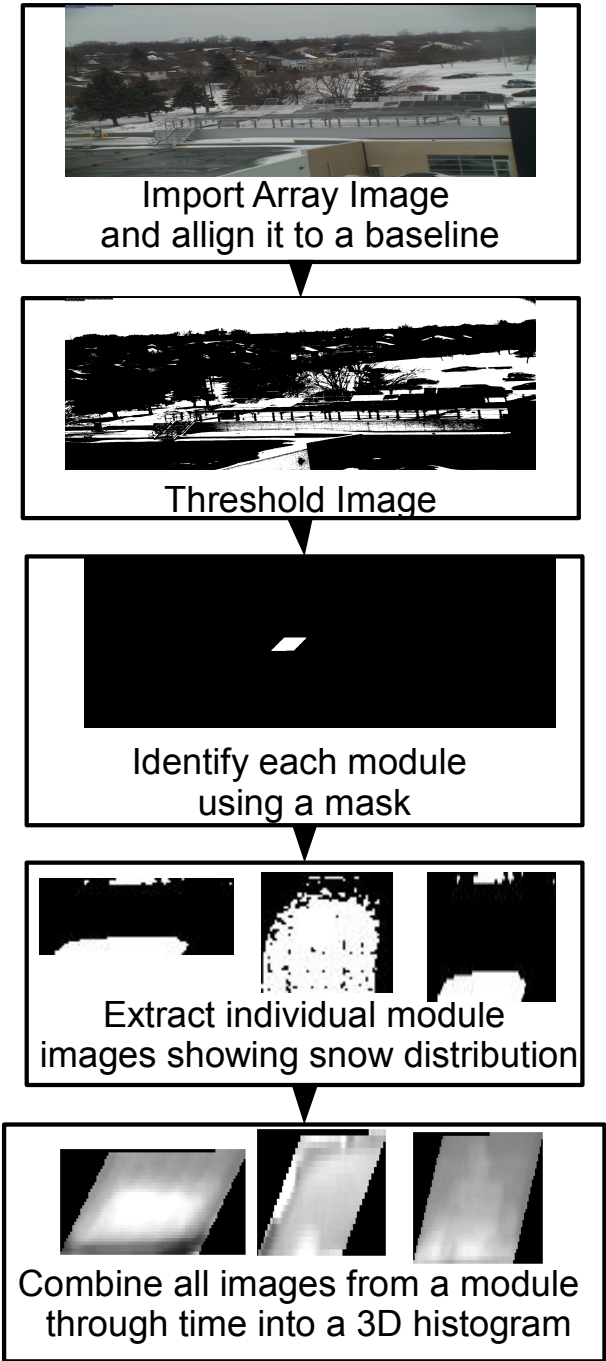 Import Array Image
and allign it to a baseline
Threshold Image
Identify each module
using a mask
Extract individual module
images showing snow distribution
Combine all images from a module
through time into a 3D histogram